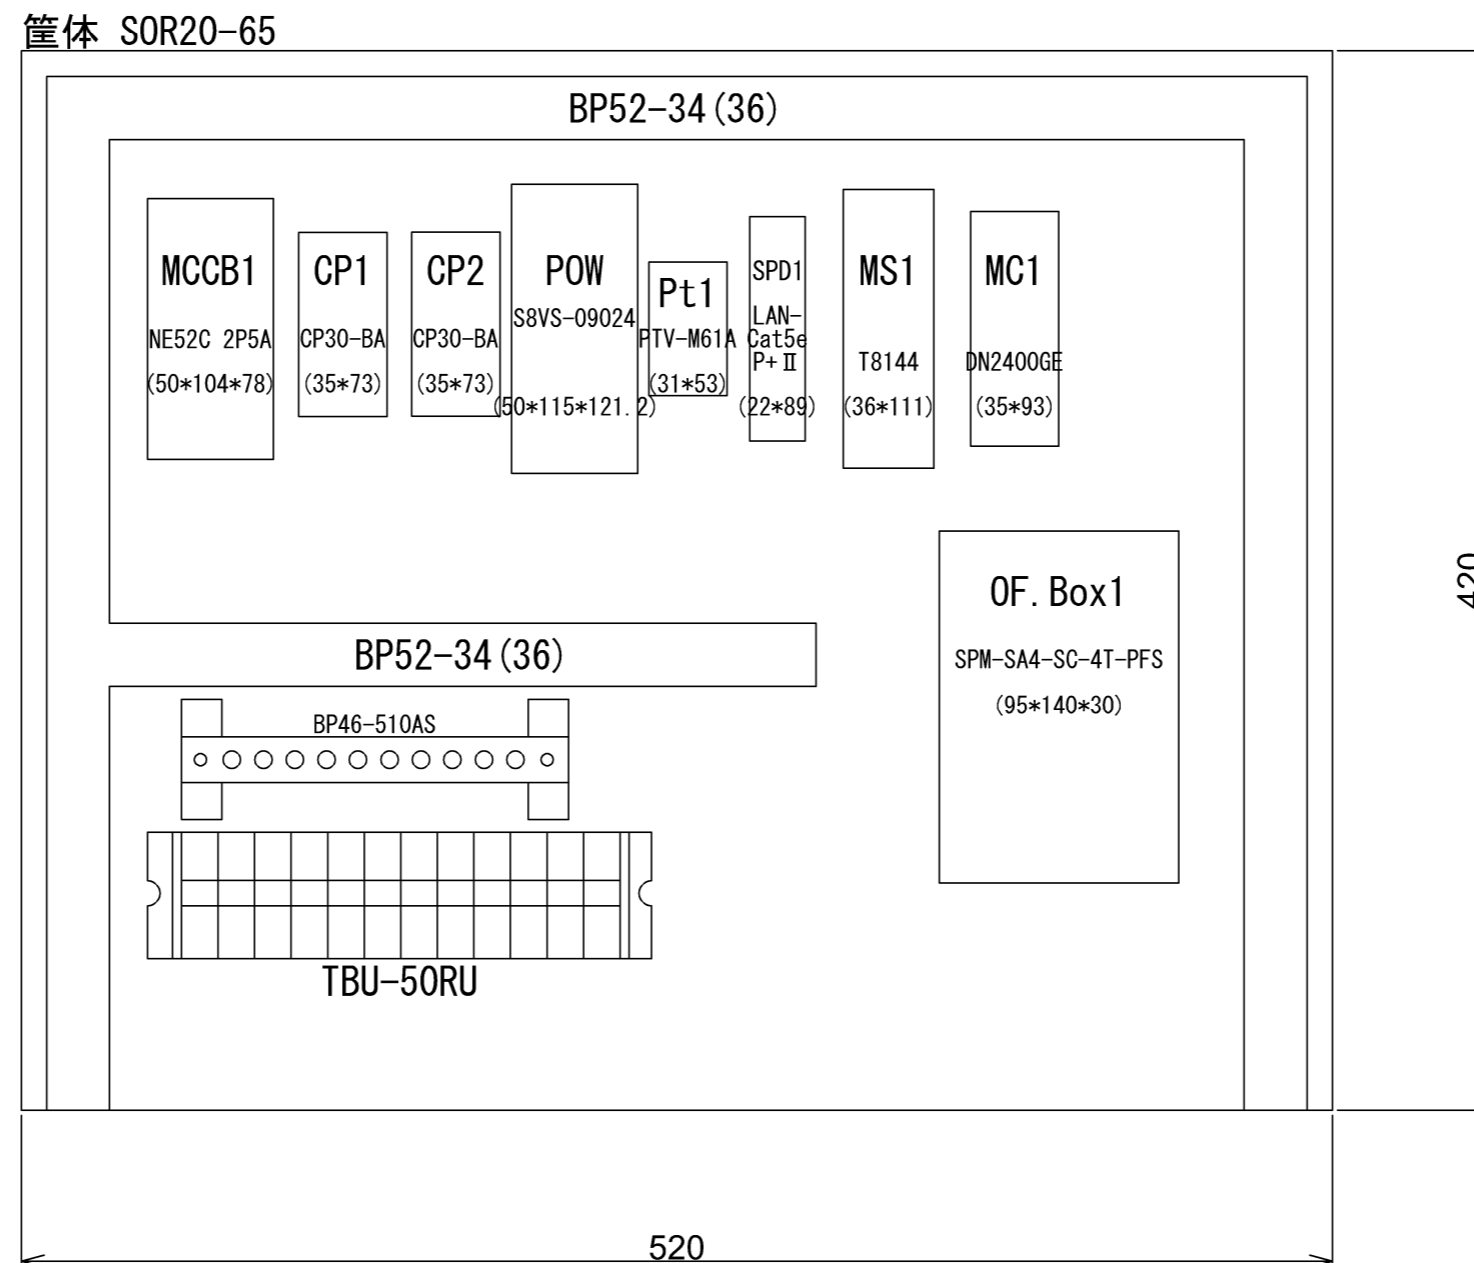 筐体 SOR20-65
BP52-34(36)
MCCB1
NE52C 2P5A
(50*104*78)
CP1
CP30-BA
(35*73)
CP2
CP30-BA
(35*73)
POW
S8VS-09024
(50*115*121.2)
Pt1
PTV-M61A
(31*53)
SPD1
LAN-
Cat5e
P+Ⅱ
(22*89)
MS1
T8144
(36*111)
MC1
DN2400GE
(35*93)
OF.Box1
SPM-SA4-SC-4T-PFS
(95*140*30)
BP52-34(36)
BP46-510AS
TBU-50RU
420
520